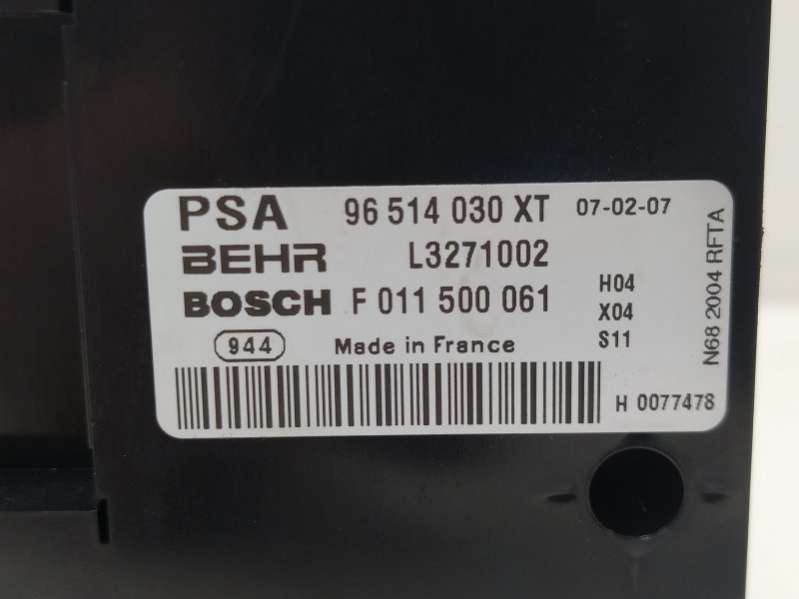 PSA 96 514 030 XT 07-02-07
BEHR L3271002
BOSCH F 011 500 061
H04
X04
S11
944 Made in France
H 0077478
N68 2004 RFTA